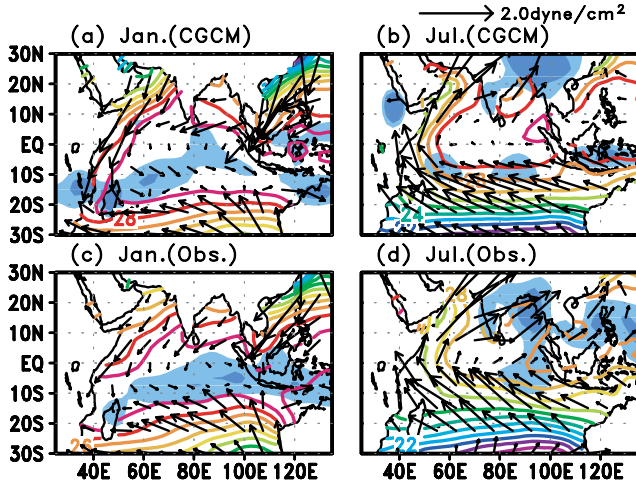 2.0dyne/cm²
(a) Jan.(CGCM)
(b) Jul.(CGCM)
30N
20N
10N
EQ
10S
20S
30S
28
24
(c) Jan.(Obs.)
(d) Jul.(Obs.)
30N
20N
10N
EQ
10S
20S
30S
22
40E 60E 80E 100E 120E
40E 60E 80E 100E 120E